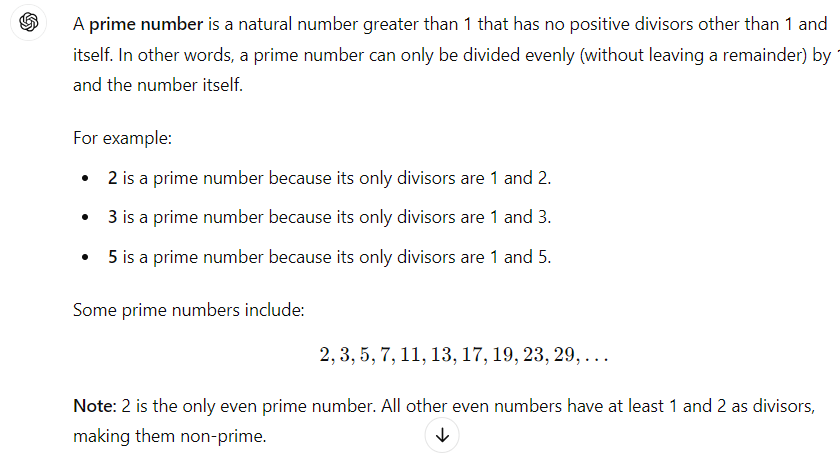 A prime number is a natural number greater than 1 that has no positive divisors other than 1 and
itself. In other words, a prime number can only be divided evenly (without leaving a remainder) by 1
and the number itself.
For example:
• 2 is a prime number because its only divisors are 1 and 2.
• 3 is a prime number because its only divisors are 1 and 3.
• 5 is a prime number because its only divisors are 1 and 5.
Some prime numbers include:
2, 3, 5, 7, 11, 13, 17, 19, 23, 29, . . .
Note: 2 is the only even prime number. All other even numbers have at least 1 and 2 as divisors,
making them non-prime.